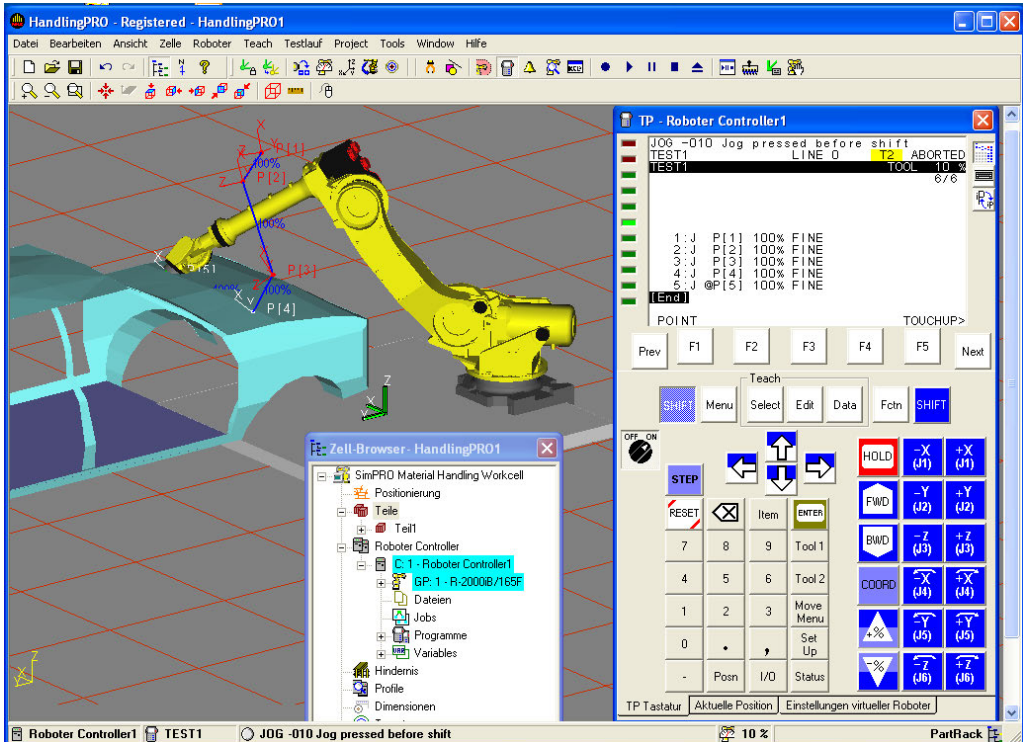 HandlingPRO - Registered - HandlingPRO1
Datei Bearbeiten Ansicht Zelle Roboter Teach Testlauf Project Tools Window Hilfe
TP - Roboter Controller1
JOG -010 Jog pressed before shift
TEST1 LINE 0 T2 ABORTED
TEST1 TOOL 10 %
6/6
1:J P[1] 100% FINE
2:J P[2] 100% FINE
3:J P[3] 100% FINE
4:J P[4] 100% FINE
5:J @P[5] 100% FINE
[End]
POINT TOUCHUP>
Prev F1 F2 F3 F4 F5 Next
Teach
SHIFT Menu Select Edit Data Fctn SHIFT
OFF ON
HOLD -X (J1) +X (J1)
STEP
FWD -Y (J2) +Y (J2)
RESET Item ENTER
BWD -Z (J3) +Z (J3)
7 8 9 Tool 1
COORD -X (J4) +X (J4)
4 5 6 Tool 2
1 2 3 Move Menu
+% -Y (J5) +Y (J5)
0 . , Set Up
-% -Z (J6) +Z (J6)
- Posn I/O Status
TP Tastatur Aktuelle Position Einstellungen virtueller Roboter
X
P[1]
Z 100%
Z P[2]
100%
P[3]
X P[5]
100% 100%
X Y P[4]
Z
X
Z
Zell-Browser- HandlingPRO1
SimPRO Material Handling Workcell
Positionierung
Teile
Teil1
Roboter Controller
C: 1 - Roboter Controller1
GP: 1 - R-2000iB/165F
Dateien
Jobs
Programme
Variables
Hindernis
Profile
Dimensionen
Roboter Controller1 TEST1 JOG -010 Jog pressed before shift 10 % PartRack